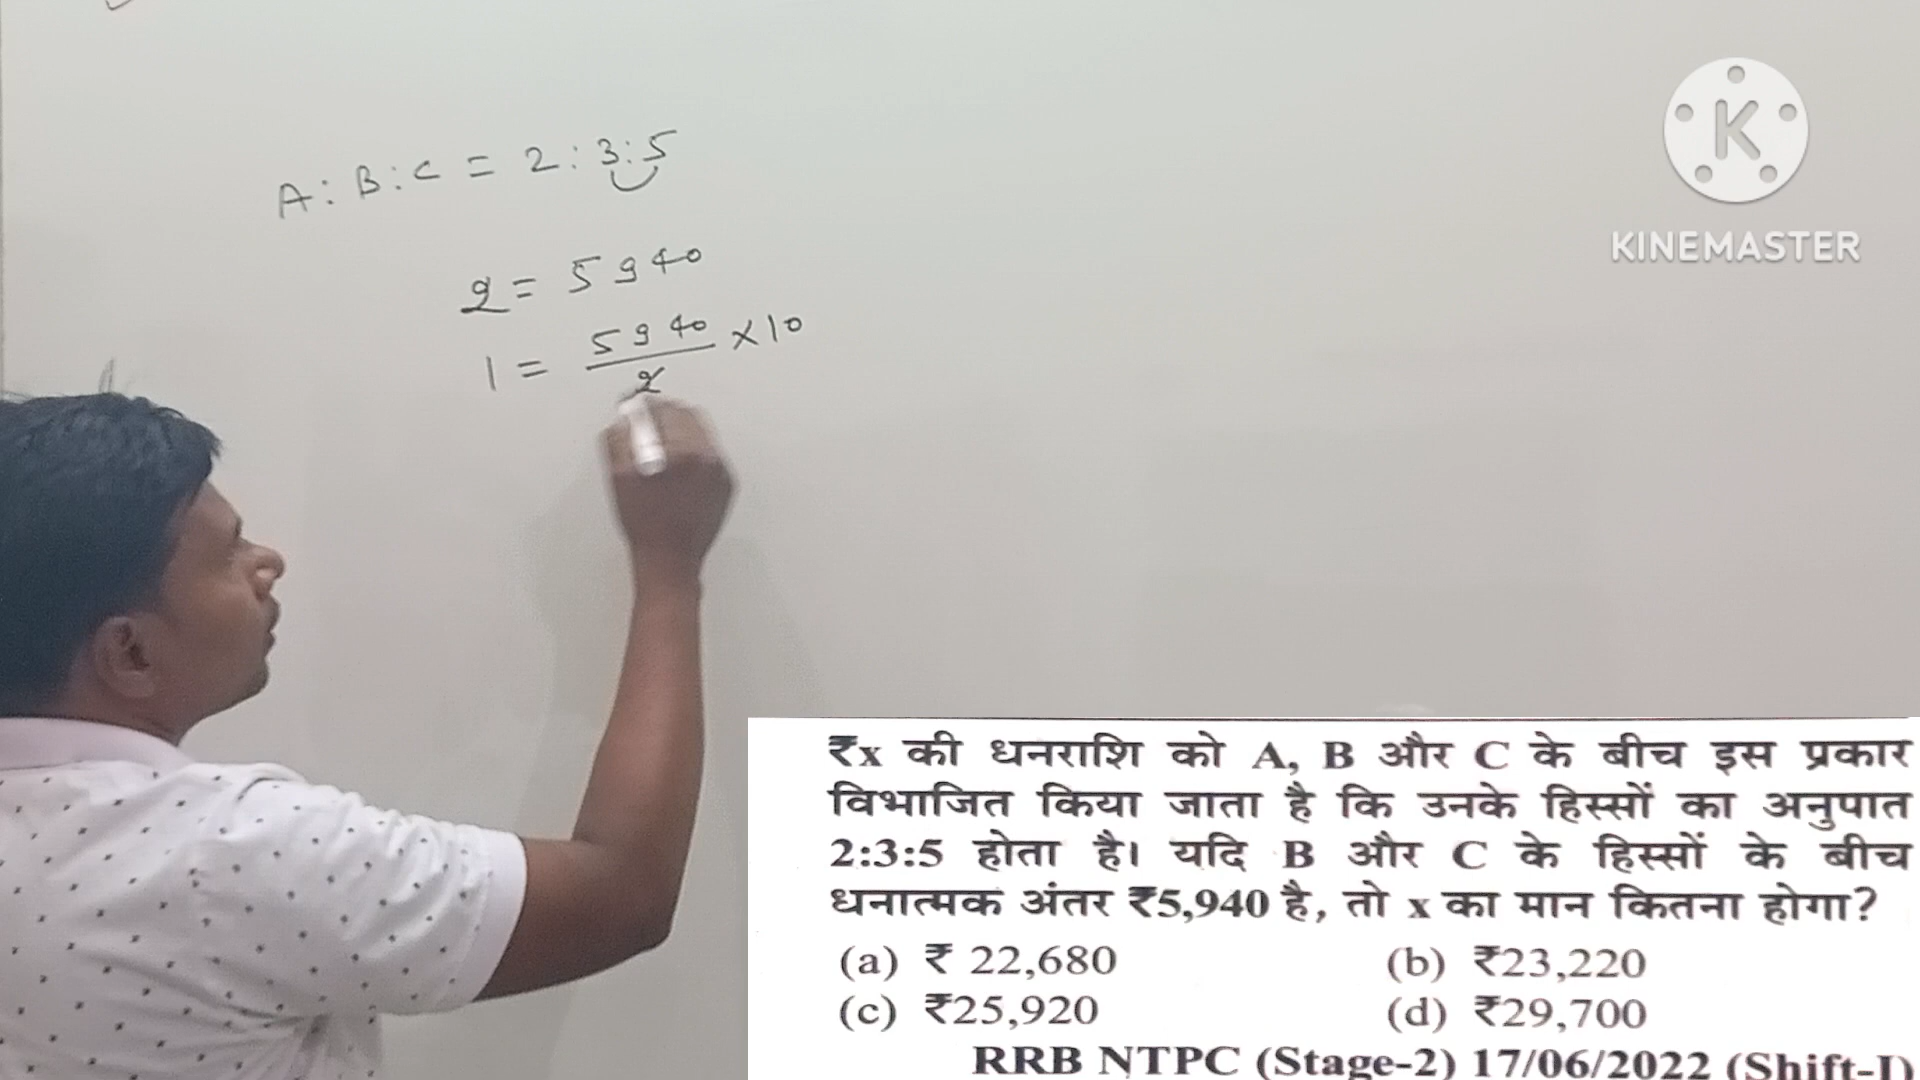 A : B : C = 2 : 3 : 5
2 = 5940
1 = 5940/2 × 10
KINEMASTER
₹x की धनराशि को A, B और C के बीच इस प्रकार
विभाजित किया जाता है कि उनके हिस्सों का अनुपात
2:3:5 होता है। यदि B और C के हिस्सों के बीच
धनात्मक अंतर ₹5,940 है, तो x का मान कितना होगा?
(a) ₹ 22,680 (b) ₹23,220
(c) ₹25,920 (d) ₹29,700
RRB NTPC (Stage-2) 17/06/2022 (Shift-I)